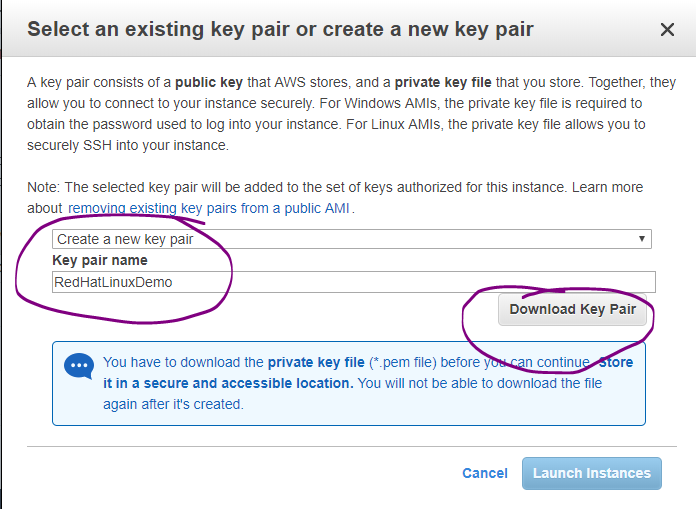 Select an existing key pair or create a new key pair
A key pair consists of a public key that AWS stores, and a private key file that you store. Together, they
allow you to connect to your instance securely. For Windows AMIs, the private key file is required to
obtain the password used to log into your instance. For Linux AMIs, the private key file allows you to
securely SSH into your instance.
Note: The selected key pair will be added to the set of keys authorized for this instance. Learn more
about removing existing key pairs from a public AMI.
Create a new key pair
Key pair name
RedHatLinuxDemo
Download Key Pair
You have to download the private key file (*.pem file) before you can continue. Store
it in a secure and accessible location. You will not be able to download the file
again after it's created.
Cancel Launch Instances